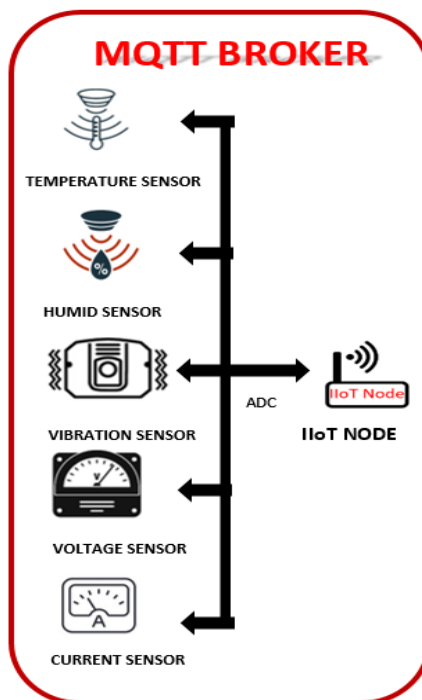 MQTT BROKER
TEMPERATURE SENSOR
%
HUMID SENSOR
VIBRATION SENSOR
ADC
IIoT Node
IIoT NODE
V
VOLTAGE SENSOR
A
CURRENT SENSOR